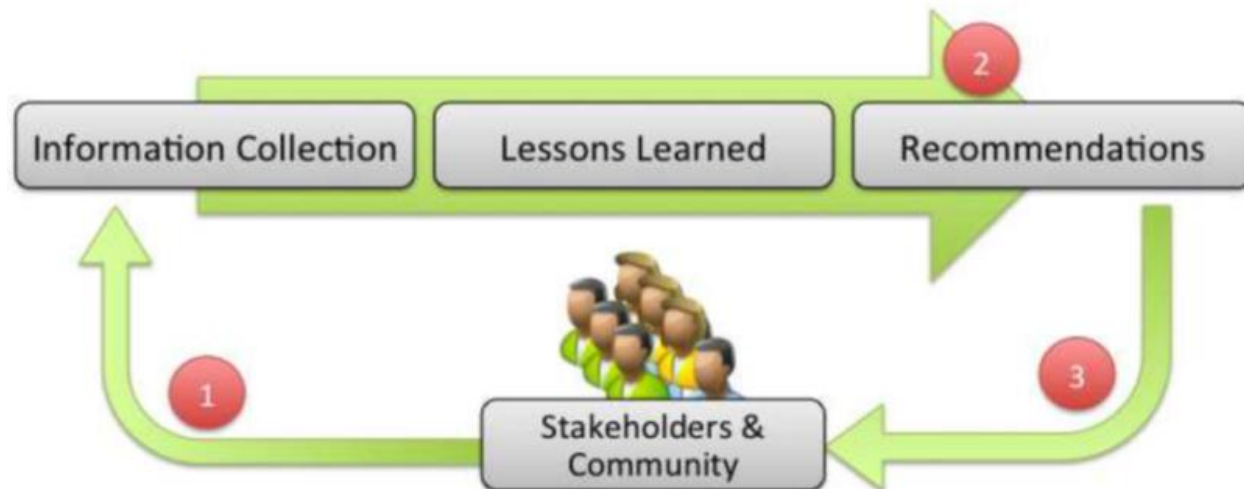 2
Information Collection
Lessons Learned
Recommendations
1
3
Stakeholders &
Community